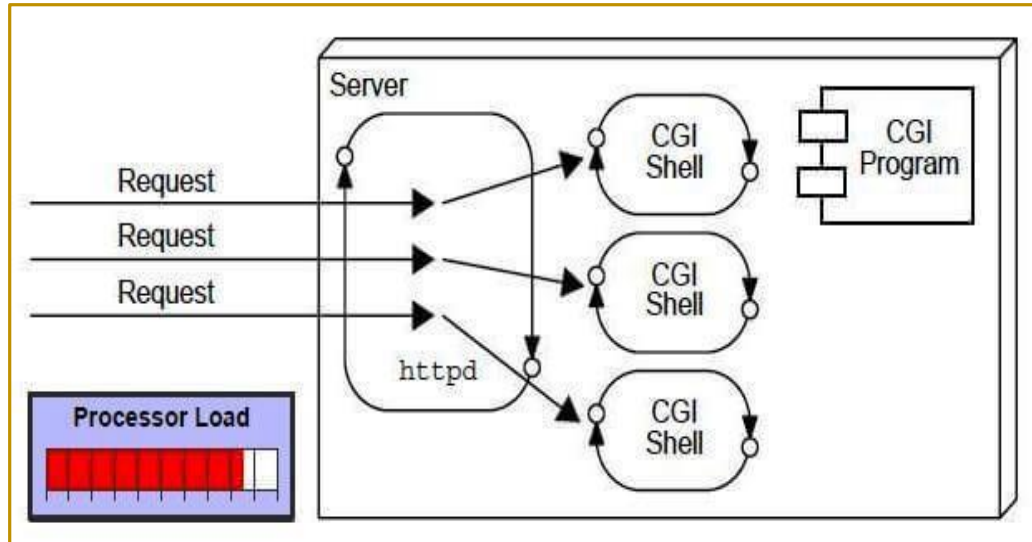 Server
CGI
Shell
CGI
Program
Request
Request
Request
CGI
Shell
httpd
CGI
Shell
Processor Load